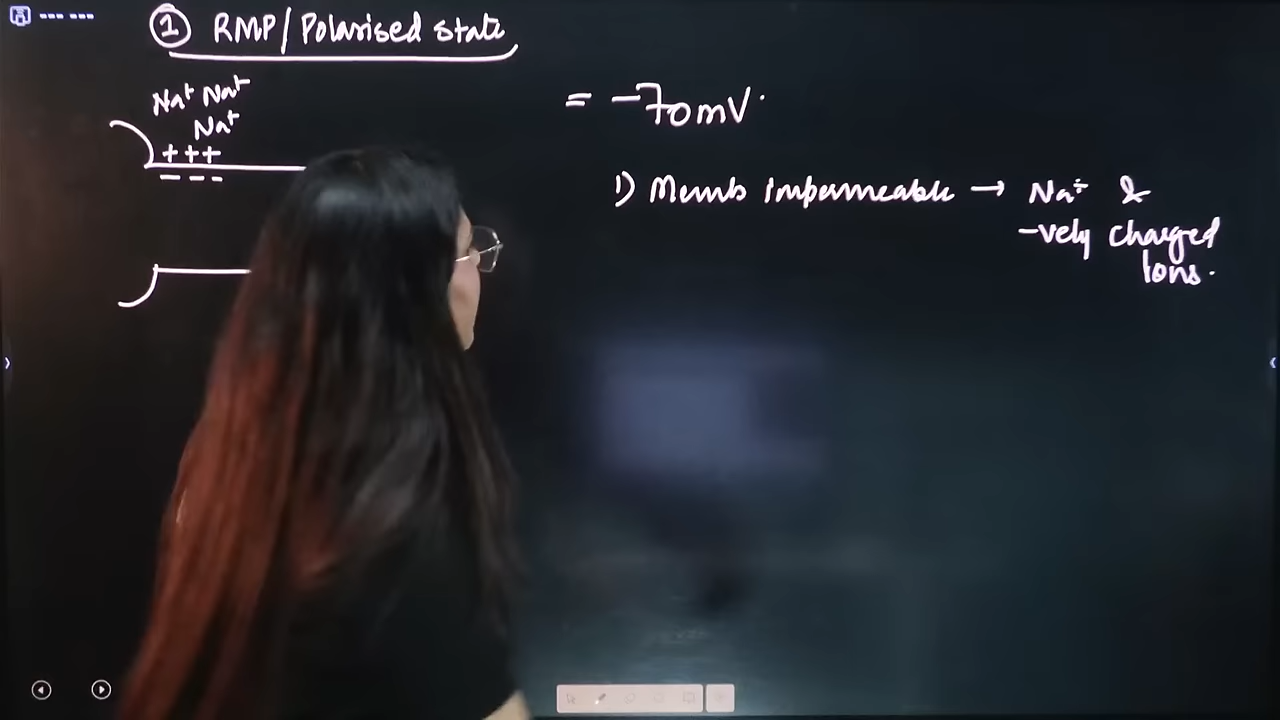 ① RMP/Polarised state
Na⁺ Na⁺
Na⁺
+++
---
= -70mV.
1) Memb impermeable → Na⁺ &
-vely charged
Ions.